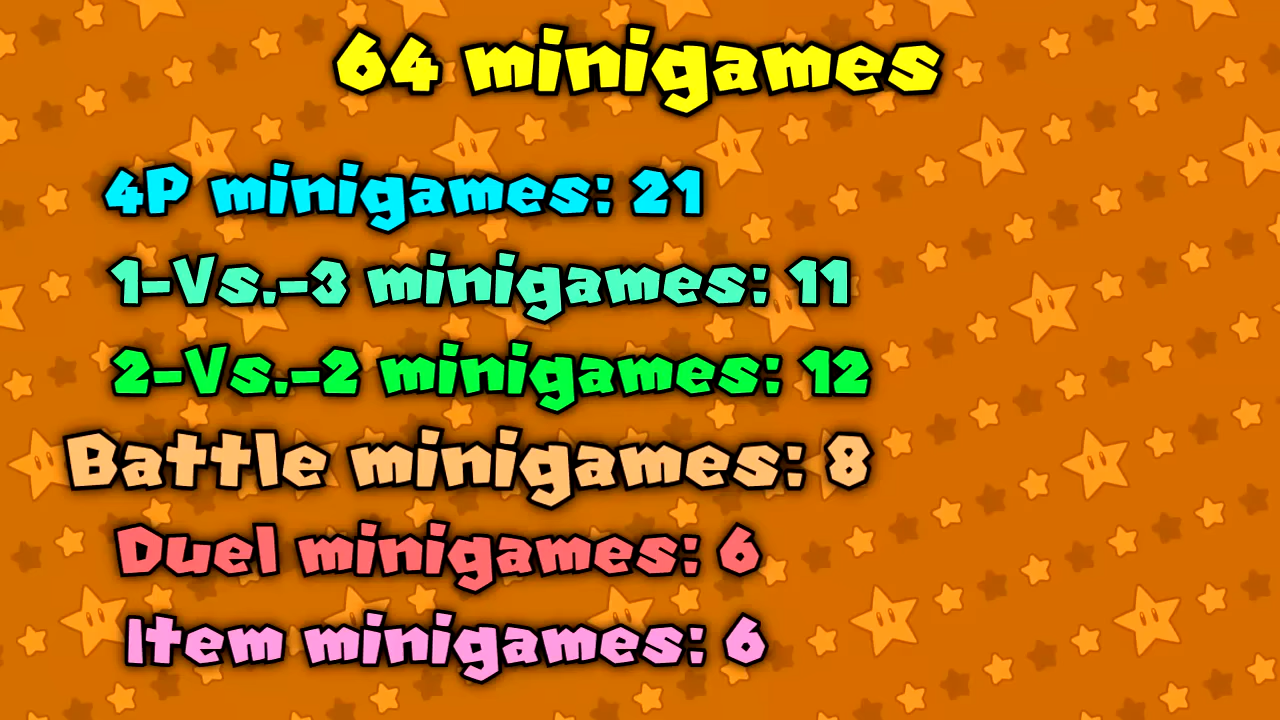 64 minigames
4P minigames: 21
1-Vs.-3 minigames: 11
2-Vs.-2 minigames: 12
Battle minigames: 8
Duel minigames: 6
Item minigames: 6